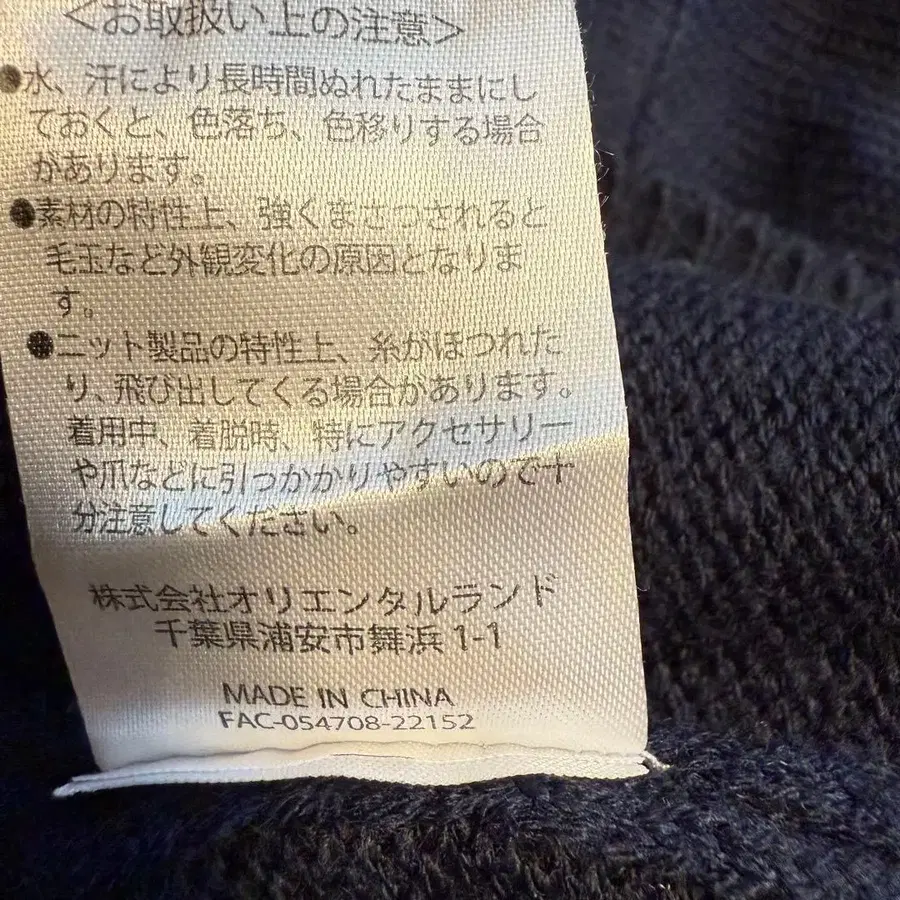 ＜お取扱い上の注意＞
●水、汗により長時間ぬれたままにし
ておくと、色落ち、色移りする場合
があります。
●素材の特性上、強くまさつされると
毛玉など外観変化の原因となりま
す。
●ニット製品の特性上、糸がほつれた
り、飛び出してくる場合があります。
着用中、着脱時、特にアクセサリー
や爪などに引っかかりやすいので十
分注意してください。
株式会社オリエンタルランド
千葉県浦安市舞浜 1-1
MADE IN CHINA
FAC-054708-22152